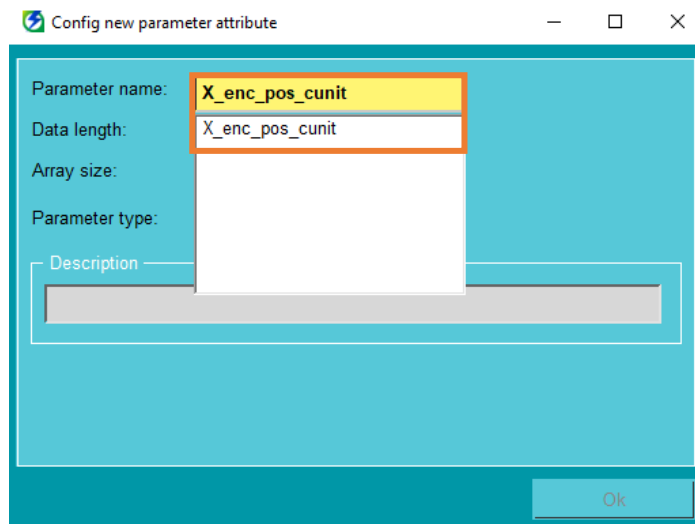 Config new parameter attribute
Parameter name:
X_enc_pos_cunit
Data length:
X_enc_pos_cunit
Array size:
Parameter type:
Description
Ok